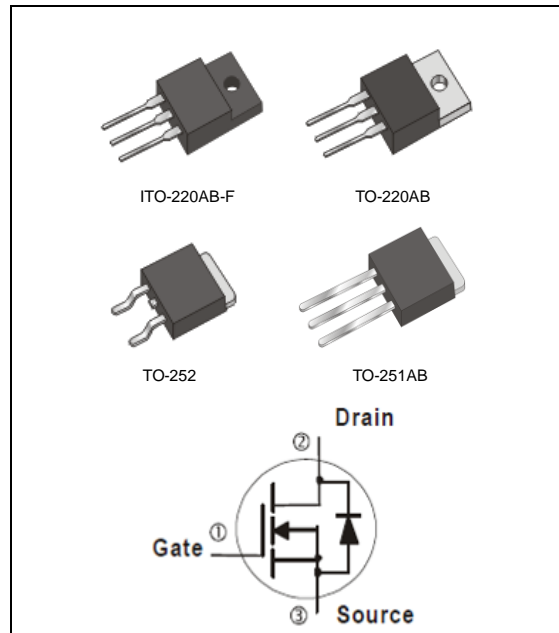 ITO-220AB-F
TO-220AB
TO-252
TO-251AB
Drain
②
①
Gate
③
Source